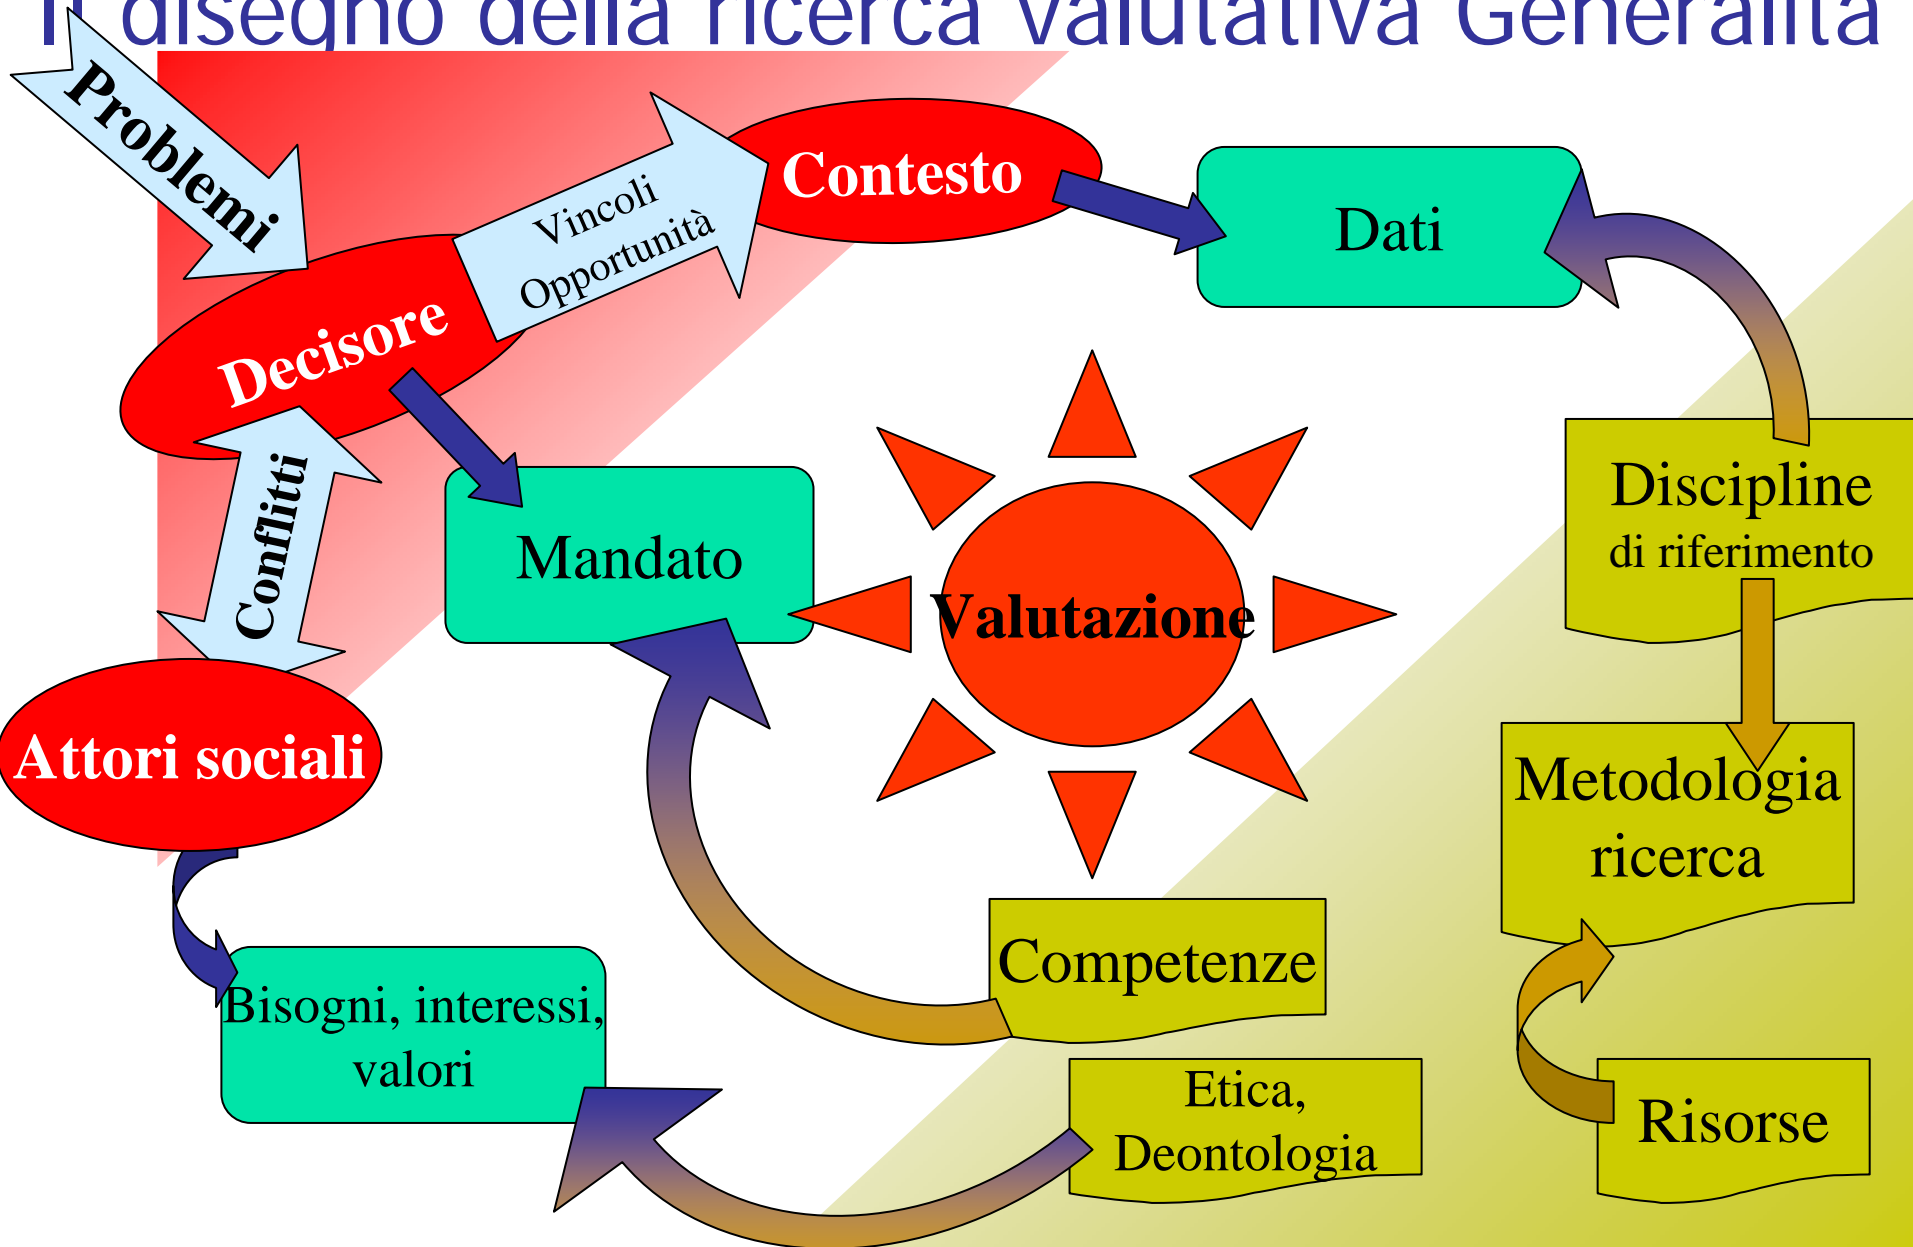 Il disegno della ricerca valutativa Generalità
Problemi
Vincoli
Opportunità
Contesto
Dati
Decisore
Conflitti
Mandato
Valutazione
Discipline
di riferimento
Attori sociali
Metodologia
ricerca
Competenze
Bisogni, interessi,
valori
Etica,
Deontologia
Risorse